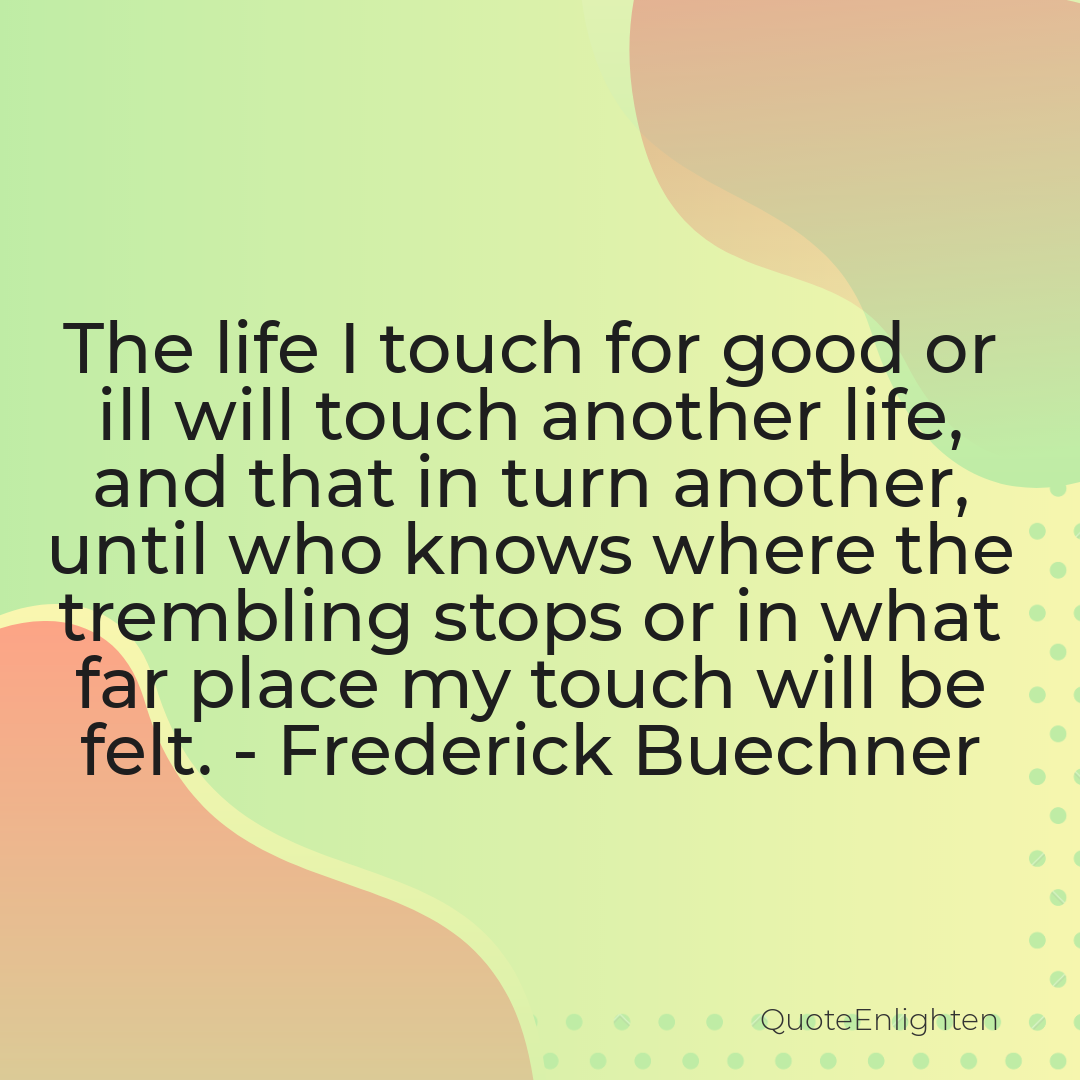 The life I touch for good or
ill will touch another life,
and that in turn another,
until who knows where the
trembling stops or in what
far place my touch will be
felt. - Frederick Buechner
QuoteEnlighten